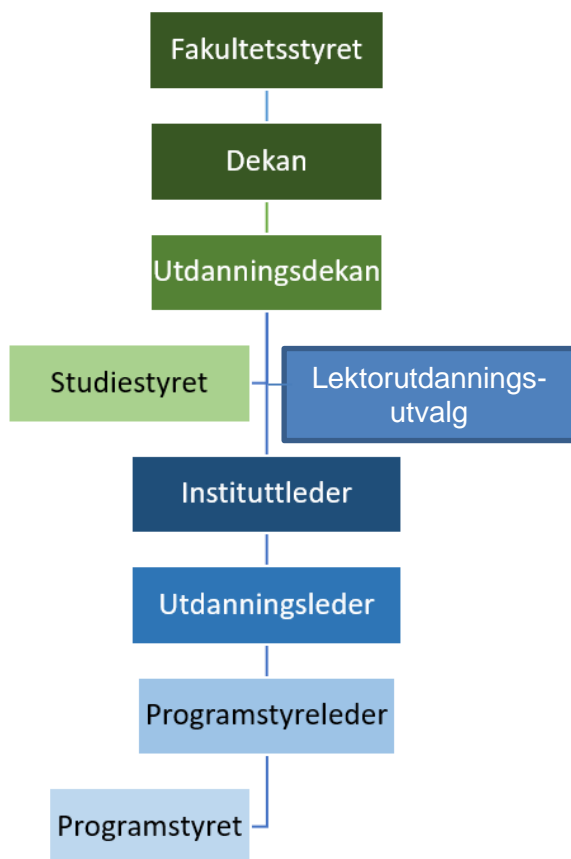 Fakultetsstyret
Dekan
Utdanningsdekan
Studiestyret
Lektorutdannings-
utvalg
Instituttleder
Utdanningsleder
Programstyreleder
Programstyret